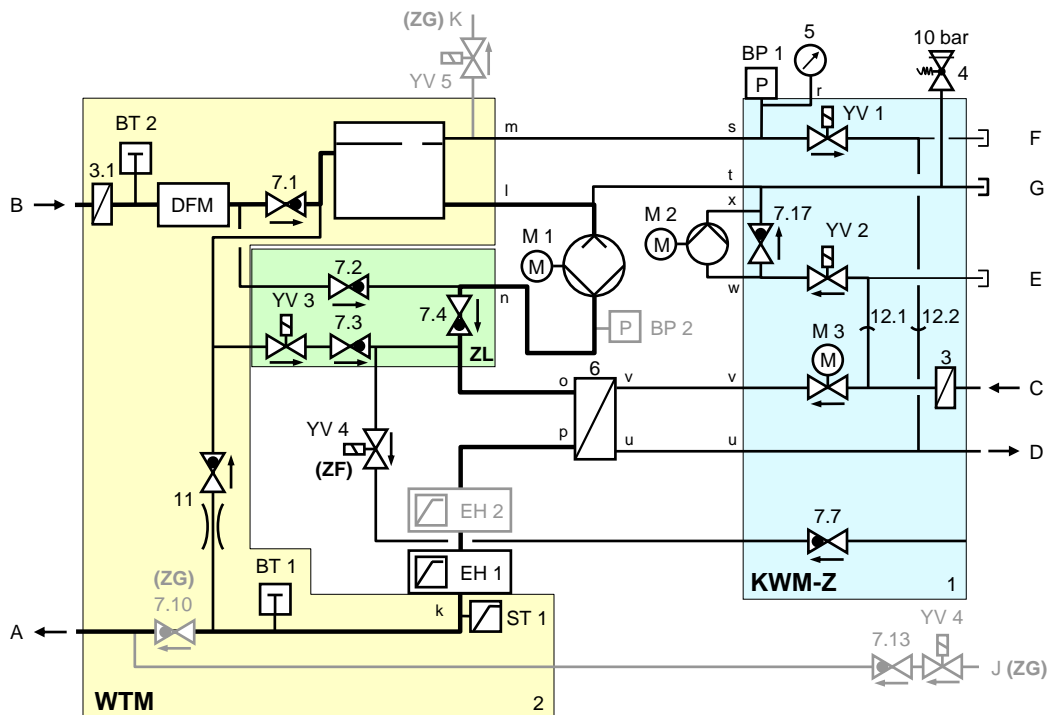 (ZG) K
5
10 bar
BP 1
YV 5
4
P
r
BT 2
YV 1
m
s
F
3.1
7.1
t
l
G
B
DFM
x
M 2
7.17
M 1
M
YV 2
M
7.2
w
E
YV 3
n
7.4
7.3
12.1
12.2
P
BP 2
M 3
ZL
M
6
3
o
v
v
C
YV 4
p
u
u
D
(ZF)
11
EH 2
7.7
BT 1
EH 1
(ZG)
KWM-Z
1
7.10
k
ST 1
YV 4
A
7.13
J (ZG)
WTM
2